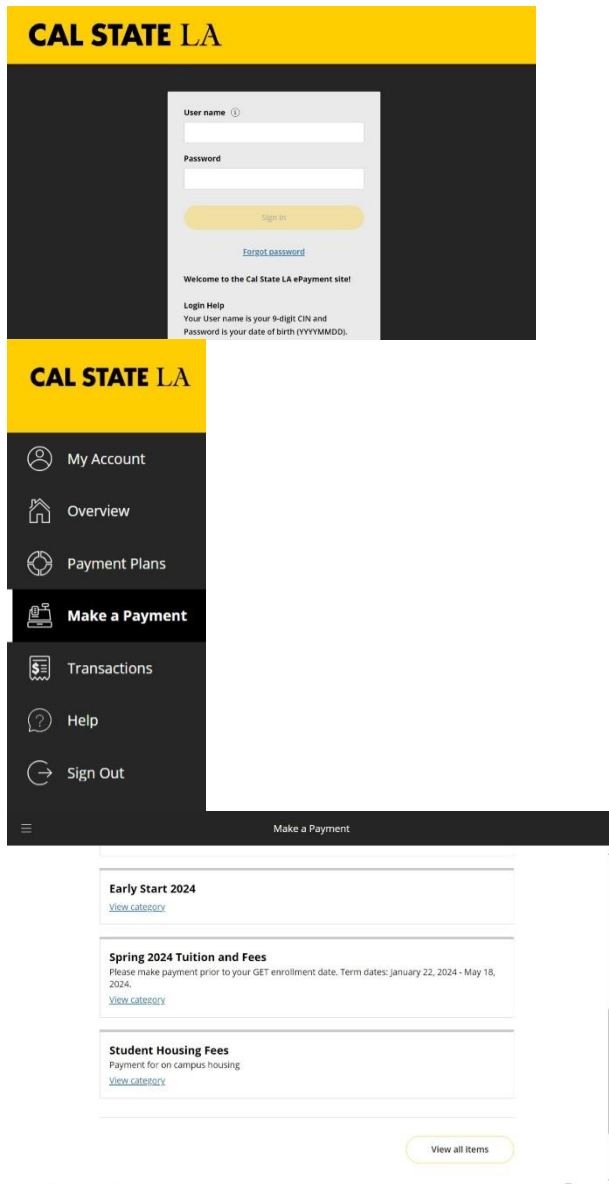 CAL STATE LA
User name
Password
Sign in
Forgot password
Welcome to the Cal State LA ePayment site!
Login Help
Your User name is your 9-digit CIN and
Password is your date of birth (YYYYMMDD).
CAL STATE LA
My Account
Overview
Payment Plans
Make a Payment
Transactions
Help
Sign Out
Make a Payment
Early Start 2024
View category
Spring 2024 Tuition and Fees
Please make payment prior to your GET enrollment date. Term dates: January 22, 2024 - May 18,
2024.
View category
Student Housing Fees
Payment for on campus housing
View category
View all items